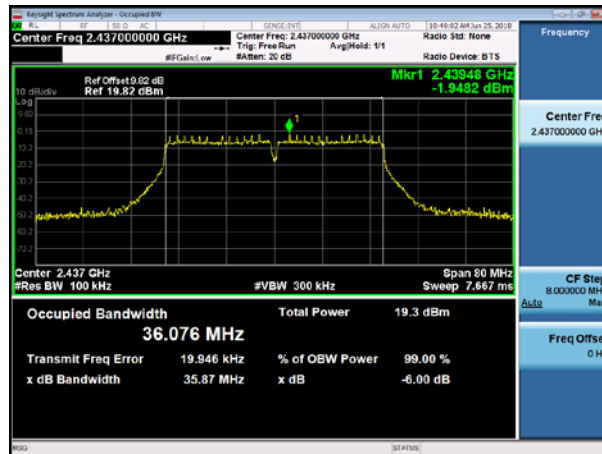 Keysight Spectrum Analyzer - Occupied BW
RL RF 50 Ω AC SENSE:INT ALIGN AUTO 10:48:02 AM Jun 25, 2018
Center Freq 2.437000000 GHz
Center Freq: 2.437000000 GHz
Radio Std: None
Trig: Free Run Avg|Hold: 1/1
#IFGain:Low #Atten: 20 dB Radio Device: BTS
Frequency
Ref Offset 9.82 dB
Mkr1 2.43948 GHz
10 dB/div Ref 19.82 dBm
-1.9482 dBm
Log
9.82
1
-0.18
-10.2
-20.2
-30.2
-40.2
-50.2
-60.2
-70.2
Center Freq
2.437000000 GH
Center 2.437 GHz Span 80 MHz
#Res BW 100 kHz #VBW 300 kHz Sweep 7.667 ms
CF Step
8.000000 MH
Auto Ma
Occupied Bandwidth Total Power 19.3 dBm
36.076 MHz
Transmit Freq Error 19.946 kHz % of OBW Power 99.00 %
x dB Bandwidth 35.87 MHz x dB -6.00 dB
Freq Offse
0 H
MSG STATUS